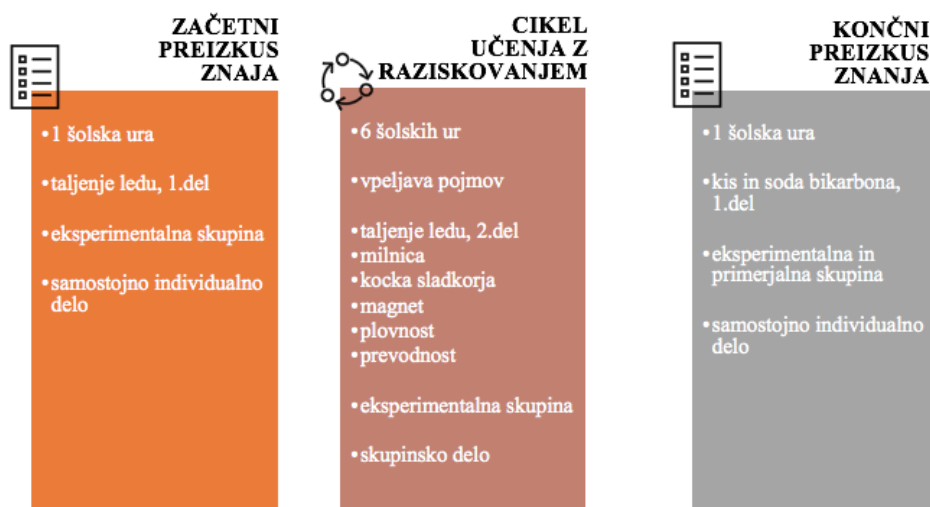 ZAČETNI
PREIZKUS
ZNAJA
•1 šolska ura
•taljenje ledu, 1.del
•eksperimentalna skupina
•samostojno individualno
delo
CIKEL
UČENJA Z
RAZISKOVANJEM
•6 šolskih ur
•vpeljava pojmov
•taljenje ledu, 2.del
•milnica
•kocka sladkorja
•magnet
•plovnost
•prevodnost
•eksperimentalna skupina
•skupinsko delo
KONČNI
PREIZKUS
ZNANJA
•1 šolska ura
•kis in soda bikarbona,
1.del
•eksperimentalna in
primerjalna skupina
•samostojno individualno
delo